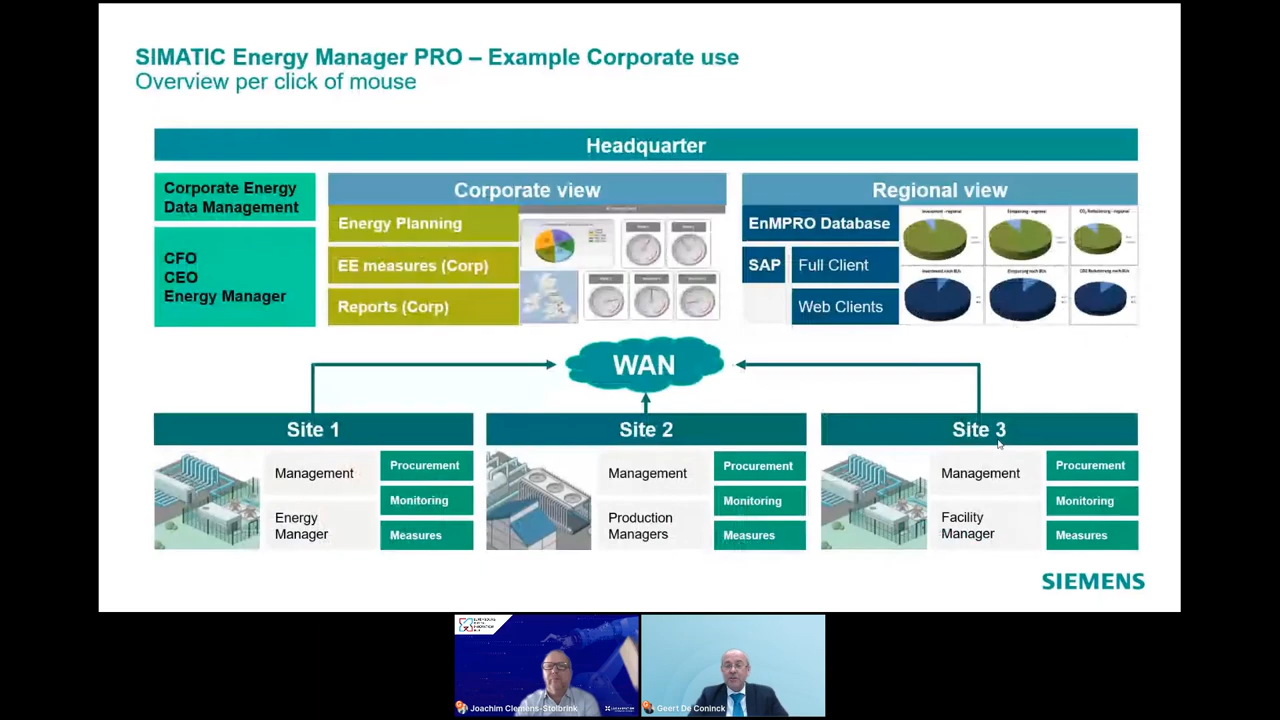 SIMATIC Energy Manager PRO – Example Corporate use
Overview per click of mouse
Headquarter
Corporate Energy
Data Management
CFO
CEO
Energy Manager
Corporate view
Energy Planning
EE measures (Corp)
Reports (Corp)
Regional view
EnMPRO Database
SAP
Full Client
Web Clients
WAN
Site 1
Management
Energy
Manager
Procurement
Monitoring
Measures
Site 2
Management
Production
Managers
Procurement
Monitoring
Measures
Site 3
Management
Facility
Manager
Procurement
Monitoring
Measures
SIEMENS
Joachim Clemens-Stolbrink
Geert De Coninck